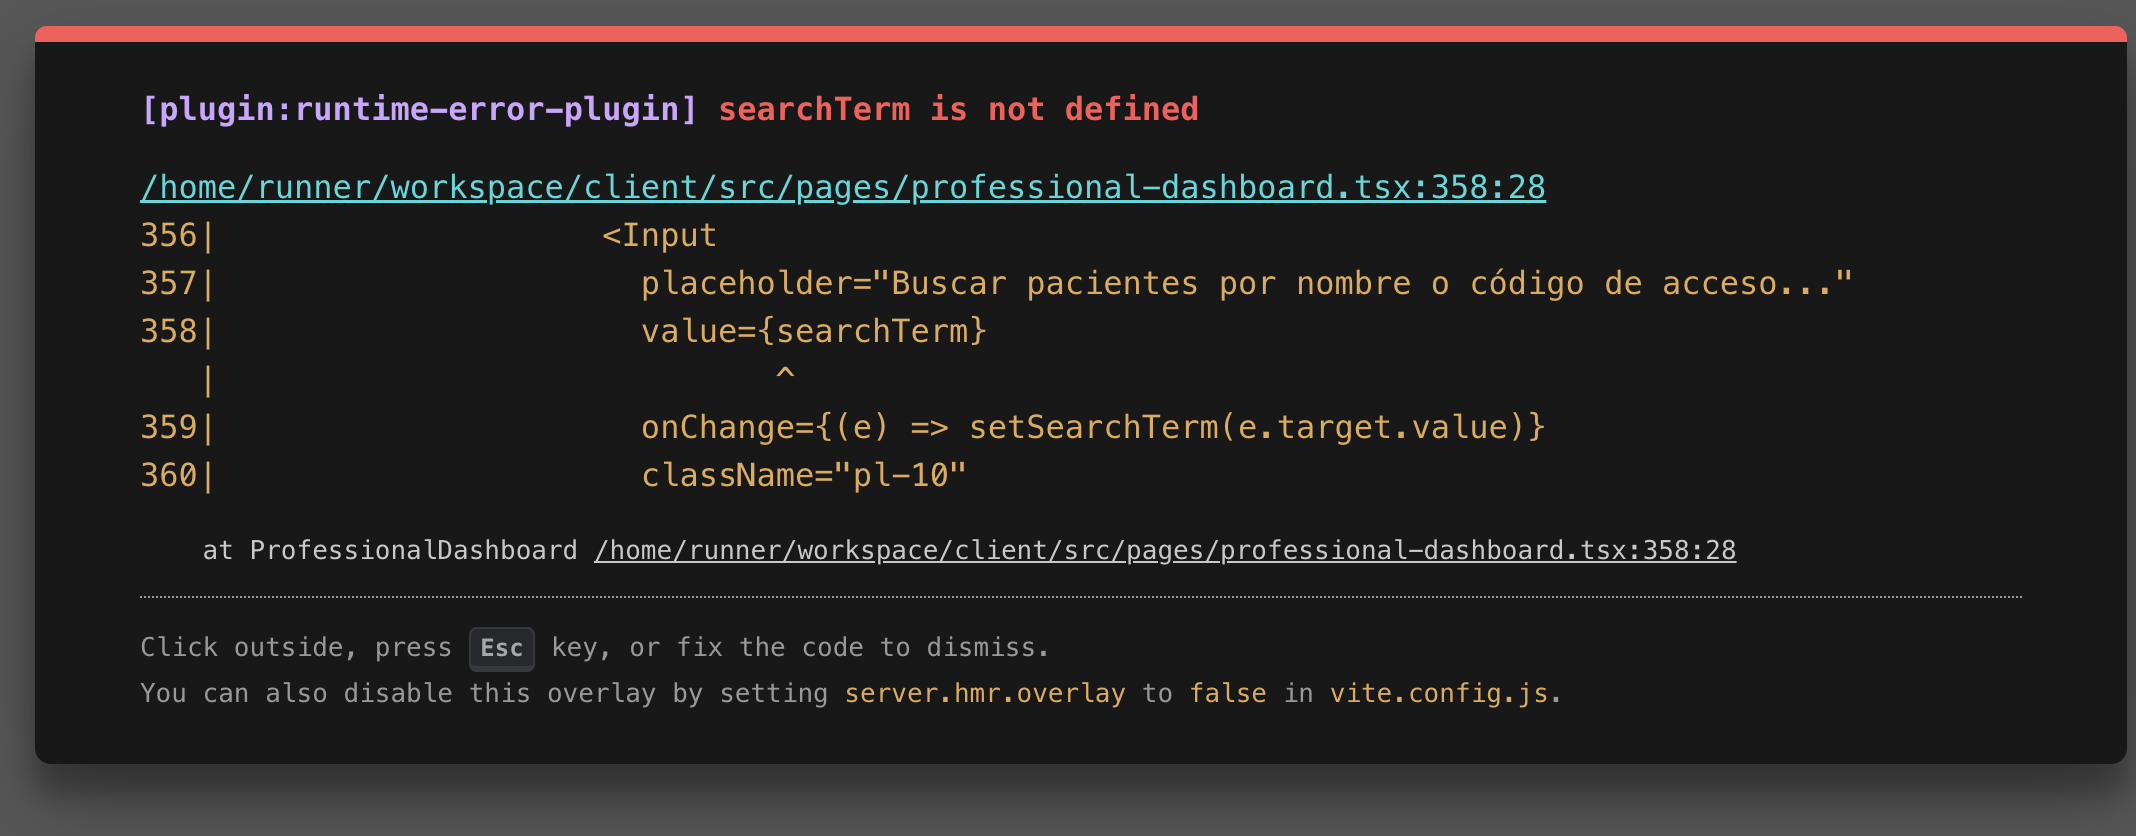 [plugin:runtime-error-plugin] searchTerm is not defined
/home/runner/workspace/client/src/pages/professional-dashboard.tsx:358:28
356|                    <Input
357|                      placeholder="Buscar pacientes por nombre o código de acceso..."
358|                      value={searchTerm}
   |                             ^
359|                      onChange={(e) => setSearchTerm(e.target.value)}
360|                      className="pl-10"
    at ProfessionalDashboard /home/runner/workspace/client/src/pages/professional-dashboard.tsx:358:28
Click outside, press Esc key, or fix the code to dismiss.
You can also disable this overlay by setting server.hmr.overlay to false in vite.config.js.